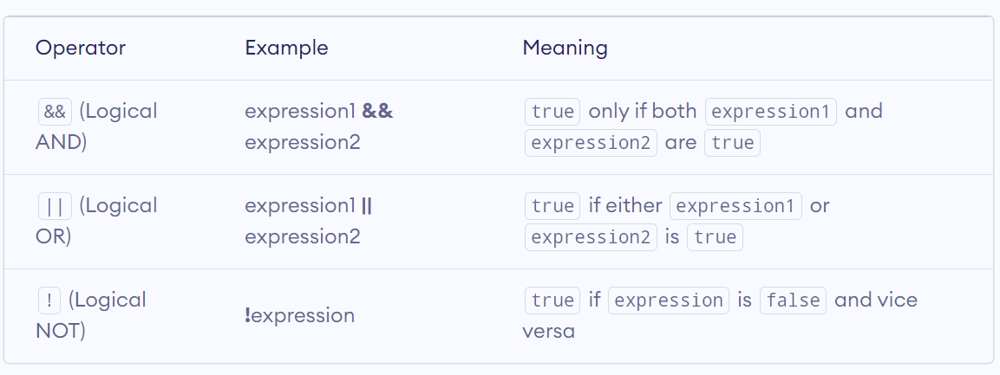 Operator Example Meaning
&& (Logical AND) expression1 && expression2 true only if both expression1 and expression2 are true
|| (Logical OR) expression1 || expression2 true if either expression1 or expression2 is true
! (Logical NOT) !expression true if expression is false and vice versa